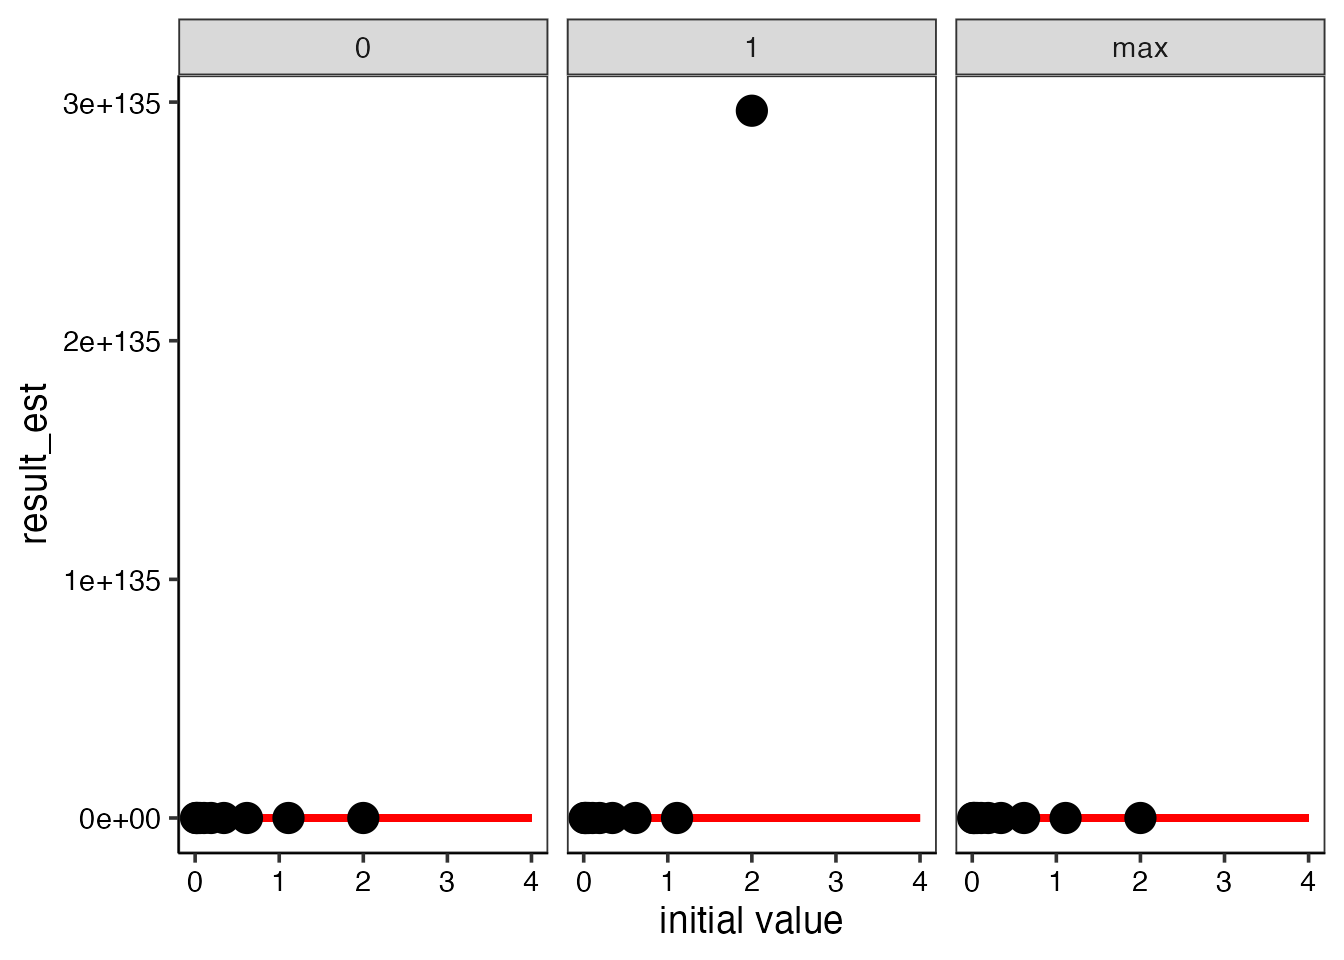 0 1 max
3e+135
2e+135
1e+135
0e+00
result_est
0 1 2 3 4 0 1 2 3 4 0 1 2 3 4
initial value